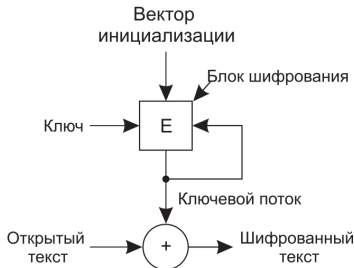 Вектор
инициализации
Блок шифрования
Ключ
E
Ключевой поток
Открытый
текст
+
Шифрованный
текст